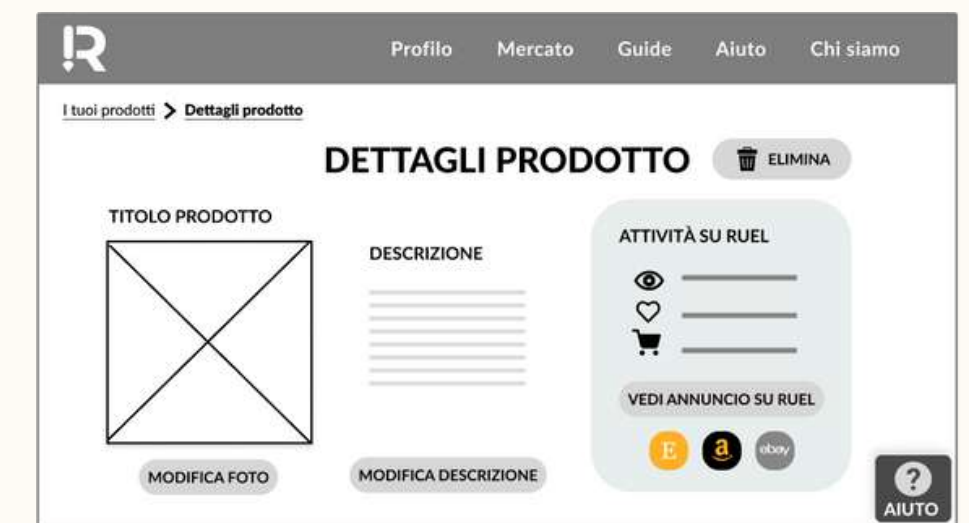 R
Profilo Mercato Guide Aiuto Chi siamo
I tuoi prodotti > Dettagli prodotto
DETTAGLI PRODOTTO
ELIMINA
TITOLO PRODOTTO
MODIFICA FOTO
DESCRIZIONE
MODIFICA DESCRIZIONE
ATTIVITÀ SU RUEL
VEDI ANNUNCIO SU RUEL
E a ebay
?
AIUTO